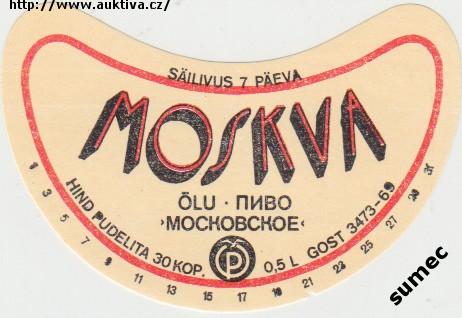 http://www.auktiva.cz/
SÄILIVUS 7 PÄEVA
MOSKVA
ÕLU · ПИВО
›МОСКОВСКОЕ‹
HIND PUDELITA 30 KOP. 0,5 L GOST 3473-69
1 3 5 7 9 11 13 15 17 19 21 23 25 27 29 31
sumec